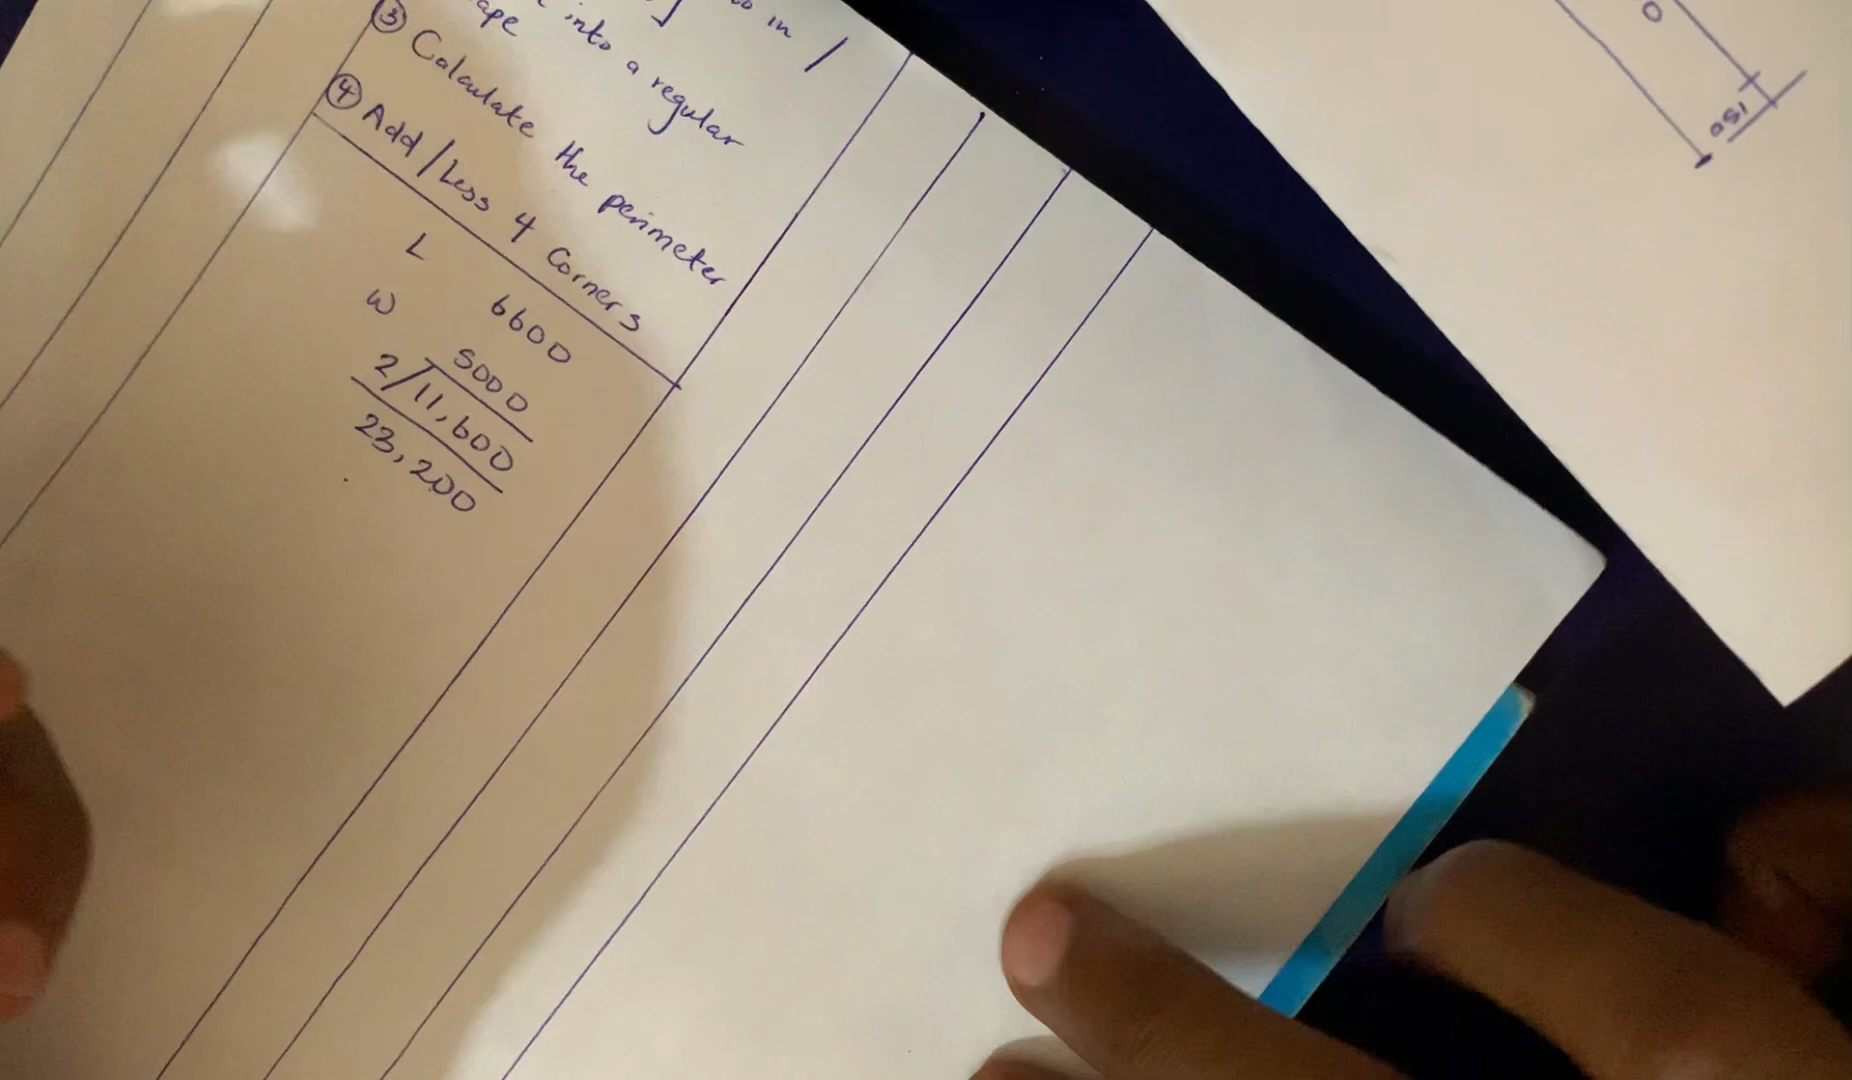 into a regular
③ Calculate the perimeter
④ Add/Less 4 Corners
L 6600
W 5000
2/11,600
23,200
150